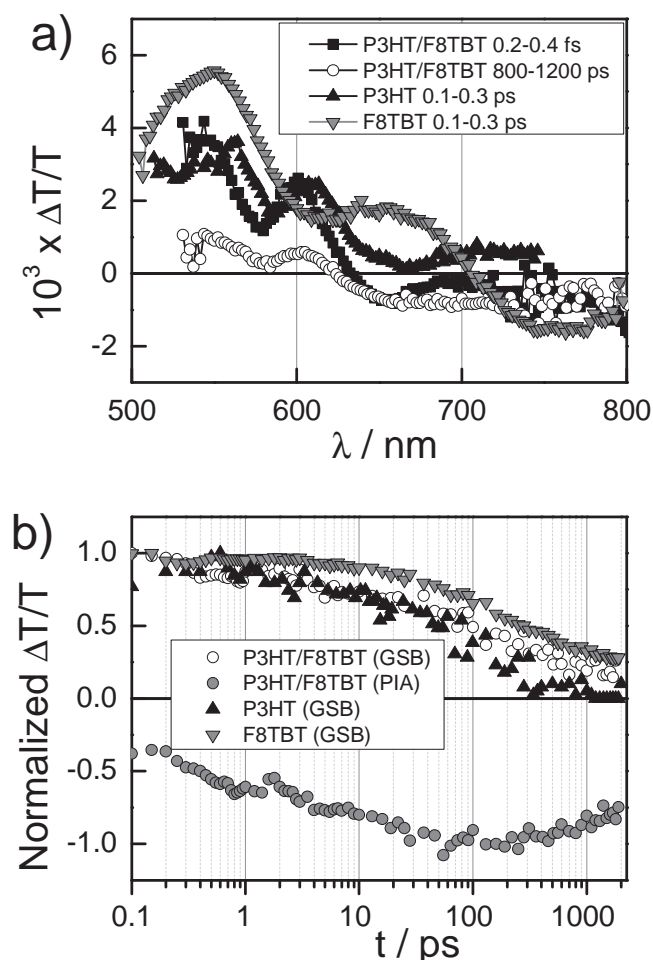 a)
P3HT/F8TBT 0.2-0.4 fs
P3HT/F8TBT 800-1200 ps
P3HT 0.1-0.3 ps
F8TBT 0.1-0.3 ps
10³ x ΔT/T
6
4
2
0
-2
500 600 700 800
λ / nm
b)
Normalized ΔT/T
1.0
0.5
0.0
-0.5
-1.0
P3HT/F8TBT (GSB)
P3HT/F8TBT (PIA)
P3HT (GSB)
F8TBT (GSB)
0.1 1 10 100 1000
t / ps